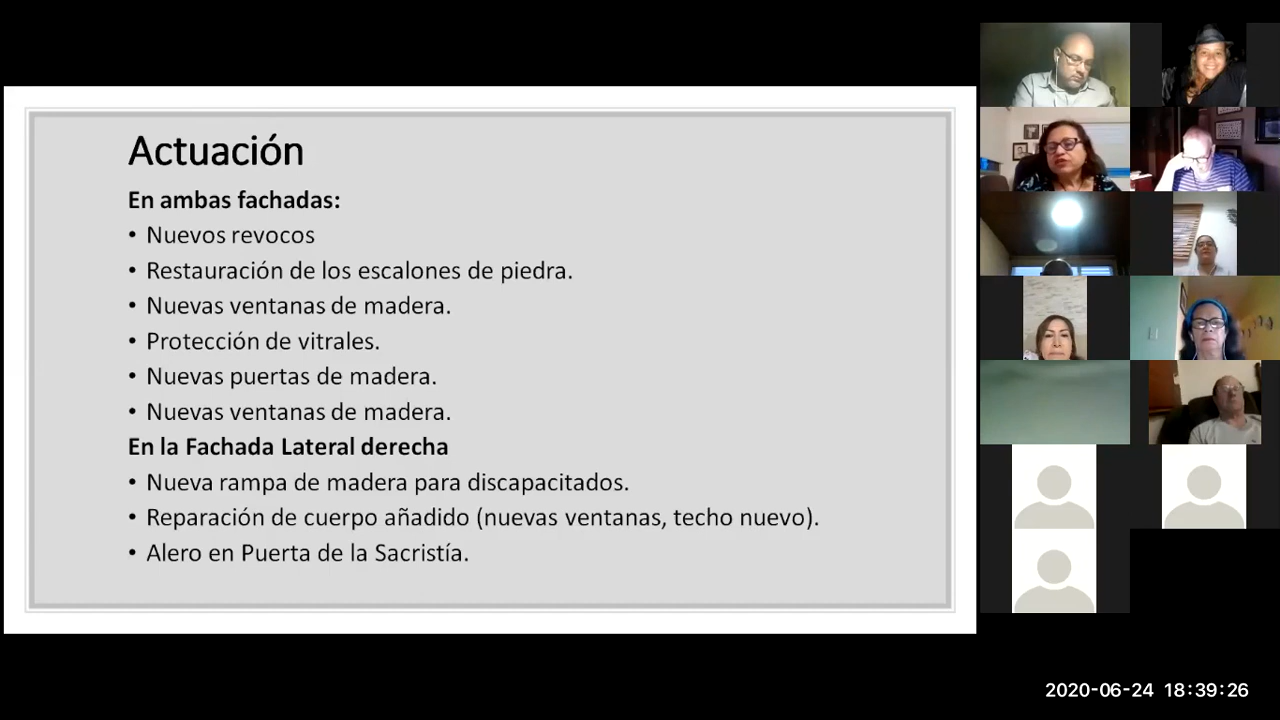 Actuación
En ambas fachadas:
• Nuevos revocos
• Restauración de los escalones de piedra.
• Nuevas ventanas de madera.
• Protección de vitrales.
• Nuevas puertas de madera.
• Nuevas ventanas de madera.
En la Fachada Lateral derecha
• Nueva rampa de madera para discapacitados.
• Reparación de cuerpo añadido (nuevas ventanas, techo nuevo).
• Alero en Puerta de la Sacristía.
2020-06-24 18:39:26